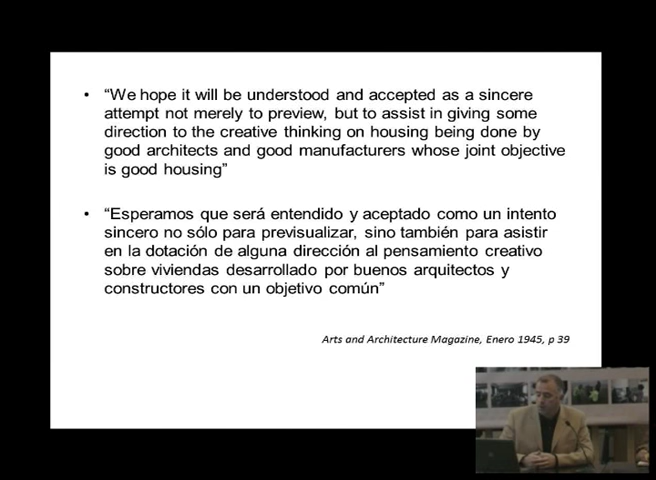 • “We hope it will be understood and accepted as a sincere
attempt not merely to preview, but to assist in giving some
direction to the creative thinking on housing being done by
good architects and good manufacturers whose joint objective
is good housing”
• “Esperamos que será entendido y aceptado como un intento
sincero no sólo para previsualizar, sino también para asistir
en la dotación de alguna dirección al pensamiento creativo
sobre viviendas desarrollado por buenos arquitectos y
constructores con un objetivo común”
Arts and Architecture Magazine, Enero 1945, p 39